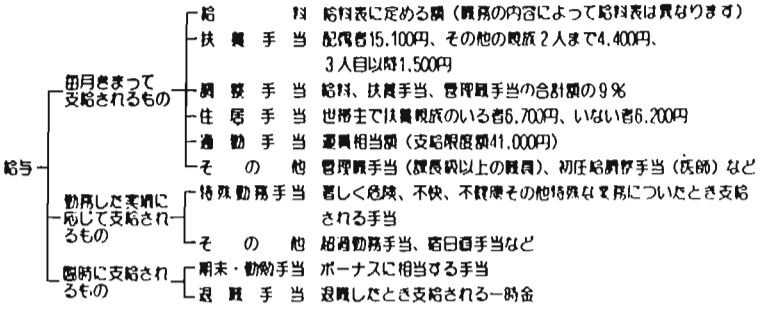 給料 給料表に定める額（職務の内容によって給料表は異なります）
扶養手当 配偶者15,100円、その他の親族2人まで4,400円、
3人目以降1,500円
毎月きまって
支給されるもの
調整手当 給料、扶養手当、管理職手当の合計額の9%
住居手当 世帯主で扶養親族のいる者6,700円、いない者6,200円
通勤手当 運賃相当額（支給限度額41,000円）
給与
その他 管理職手当（課長級以上の職員）、初任給調整手当（医師）など
勤務した実績に
応じて支給され
るもの
特殊勤務手当 著しく危険、不快、不健康その他特殊な業務についたとき支給
される手当
その他 超過勤務手当、宿日直手当など
臨時に支給され
るもの
期末・勤勉手当 ボーナスに相当する手当
退職手当 退職したとき支給される一時金